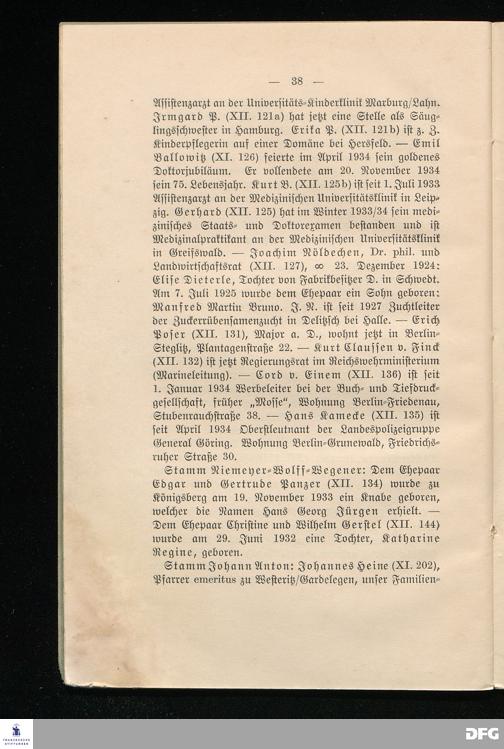 — 38 —
Assistenzarzt an der Universitäts-Kinderklinik Marburg/Lahn.
Irmgard P. (XII. 121a) hat jetzt eine Stelle als Säug-
lingsschwester in Hamburg. Erika P. (XII. 121b) ist z. Z.
Kinderpflegerin auf einer Domäne bei Hersfeld. — Emil
Ballowitz (XI. 126) feierte im April 1934 sein goldenes
Doktorjubiläum. Er vollendete am 20. November 1934
sein 75. Lebensjahr. Kurt B. (XII. 125b) ist seit 1. Juli 1933
Assistenzarzt an der Medizinischen Universitätsklinik in Leip-
zig. Gerhard (XII. 125) hat im Winter 1933/34 sein medi-
zinisches Staats- und Doktorexamen bestanden und ist
Medizinalpraktikant an der Medizinischen Universitätsklinik
in Greifswald. — Joachim Nöldechen, Dr. phil. und
Landwirtschaftsrat (XII. 127), ∞ 23. Dezember 1924:
Elise Dieterle, Tochter von Fabrikbesitzer D. in Schwedt.
Am 7. Juli 1925 wurde dem Ehepaar ein Sohn geboren:
Manfred Martin Bruno. J. N. ist seit 1927 Zuchtleiter
der Zuckerrübensamenzucht in Delitzsch bei Halle. — Erich
Poser (XII. 131), Major a. D., wohnt jetzt in Berlin-
Steglitz, Plantagenstraße 22. — Kurt Claussen v. Finck
(XII. 132) ist jetzt Regierungsrat im Reichswehrministerium
(Marineleitung). — Cord v. Einem (XII. 136) ist seit
1. Januar 1934 Werbeleiter bei der Buch- und Tiefdruck-
gesellschaft, früher „Mosse“, Wohnung Berlin-Friedenau,
Stubenrauchstraße 38. — Hans Kamecke (XII. 135) ist
seit April 1934 Oberstleutnant der Landespolizeigruppe
General Göring. Wohnung Berlin-Grunewald, Friedrichs-
ruher Straße 30.
Stamm Niemeyer-Wolff-Wegener: Dem Ehepaar
Edgar und Gertrude Panzer (XII. 134) wurde zu
Königsberg am 19. November 1933 ein Knabe geboren,
welcher die Namen Hans Georg Jürgen erhielt. —
Dem Ehepaar Christine und Wilhelm Gerstel (XII. 144)
wurde am 29. Juni 1932 eine Tochter, Katharine
Regine, geboren.
Stamm Johann Anton: Johannes Heine (XI. 202),
Pfarrer emeritus zu Westeritz/Gardelegen, unser Familien-
FRANCKESCHE
STIFTUNGEN
DFG